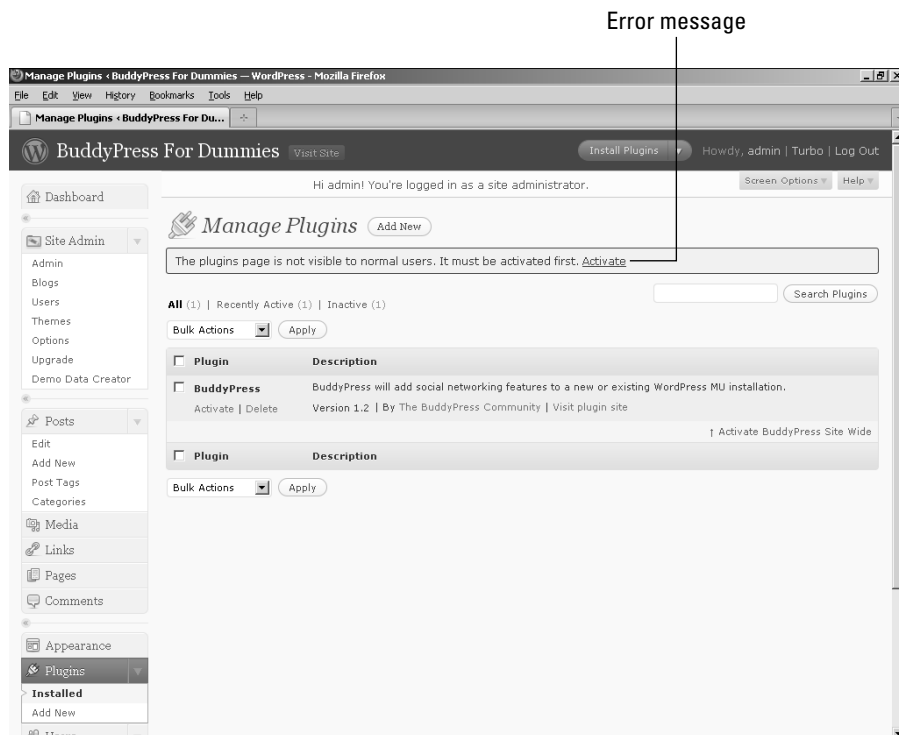 Error message
Manage Plugins ‹ BuddyPress For Dummies — WordPress - Mozilla Firefox
File Edit View History Bookmarks Tools Help
Manage Plugins ‹ BuddyPress For Du...
BuddyPress For Dummies Visit Site Install Plugins Howdy, admin | Turbo | Log Out
Hi admin! You're logged in as a site administrator. Screen Options Help
Dashboard
Manage Plugins Add New
Site Admin
Admin
Blogs
Users
Themes
Options
Upgrade
Demo Data Creator
The plugins page is not visible to normal users. It must be activated first. Activate
Search Plugins
All (1) | Recently Active (1) | Inactive (1)
Bulk Actions Apply
Plugin Description
BuddyPress BuddyPress will add social networking features to a new or existing WordPress MU installation.
Activate | Delete Version 1.2 | By The BuddyPress Community | Visit plugin site
↑ Activate BuddyPress Site Wide
Plugin Description
Bulk Actions Apply
Posts
Edit
Add New
Post Tags
Categories
Media
Links
Pages
Comments
Appearance
Plugins
Installed
Add New
Users